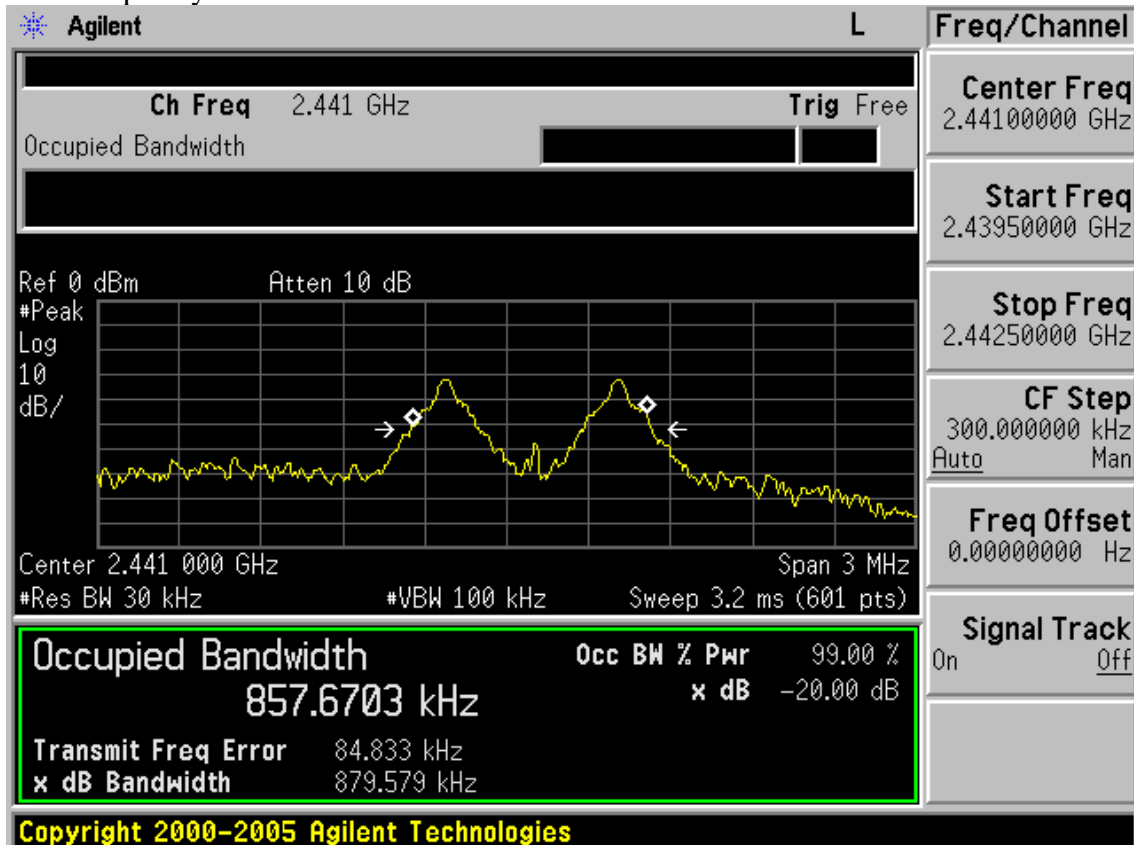 Agilent L
Ch Freq 2.441 GHz Trig Free
Occupied Bandwidth
Ref 0 dBm Atten 10 dB
#Peak
Log
10
dB/
Center 2.441 000 GHz Span 3 MHz
#Res BW 30 kHz #VBW 100 kHz Sweep 3.2 ms (601 pts)
Occupied Bandwidth Occ BW % Pwr 99.00 %
857.6703 kHz x dB -20.00 dB
Transmit Freq Error 84.833 kHz
x dB Bandwidth 879.579 kHz
Copyright 2000-2005 Agilent Technologies
Freq/Channel
Center Freq
2.44100000 GHz
Start Freq
2.43950000 GHz
Stop Freq
2.44250000 GHz
CF Step
300.000000 kHz
Auto Man
Freq Offset
0.00000000 Hz
Signal Track
On Off